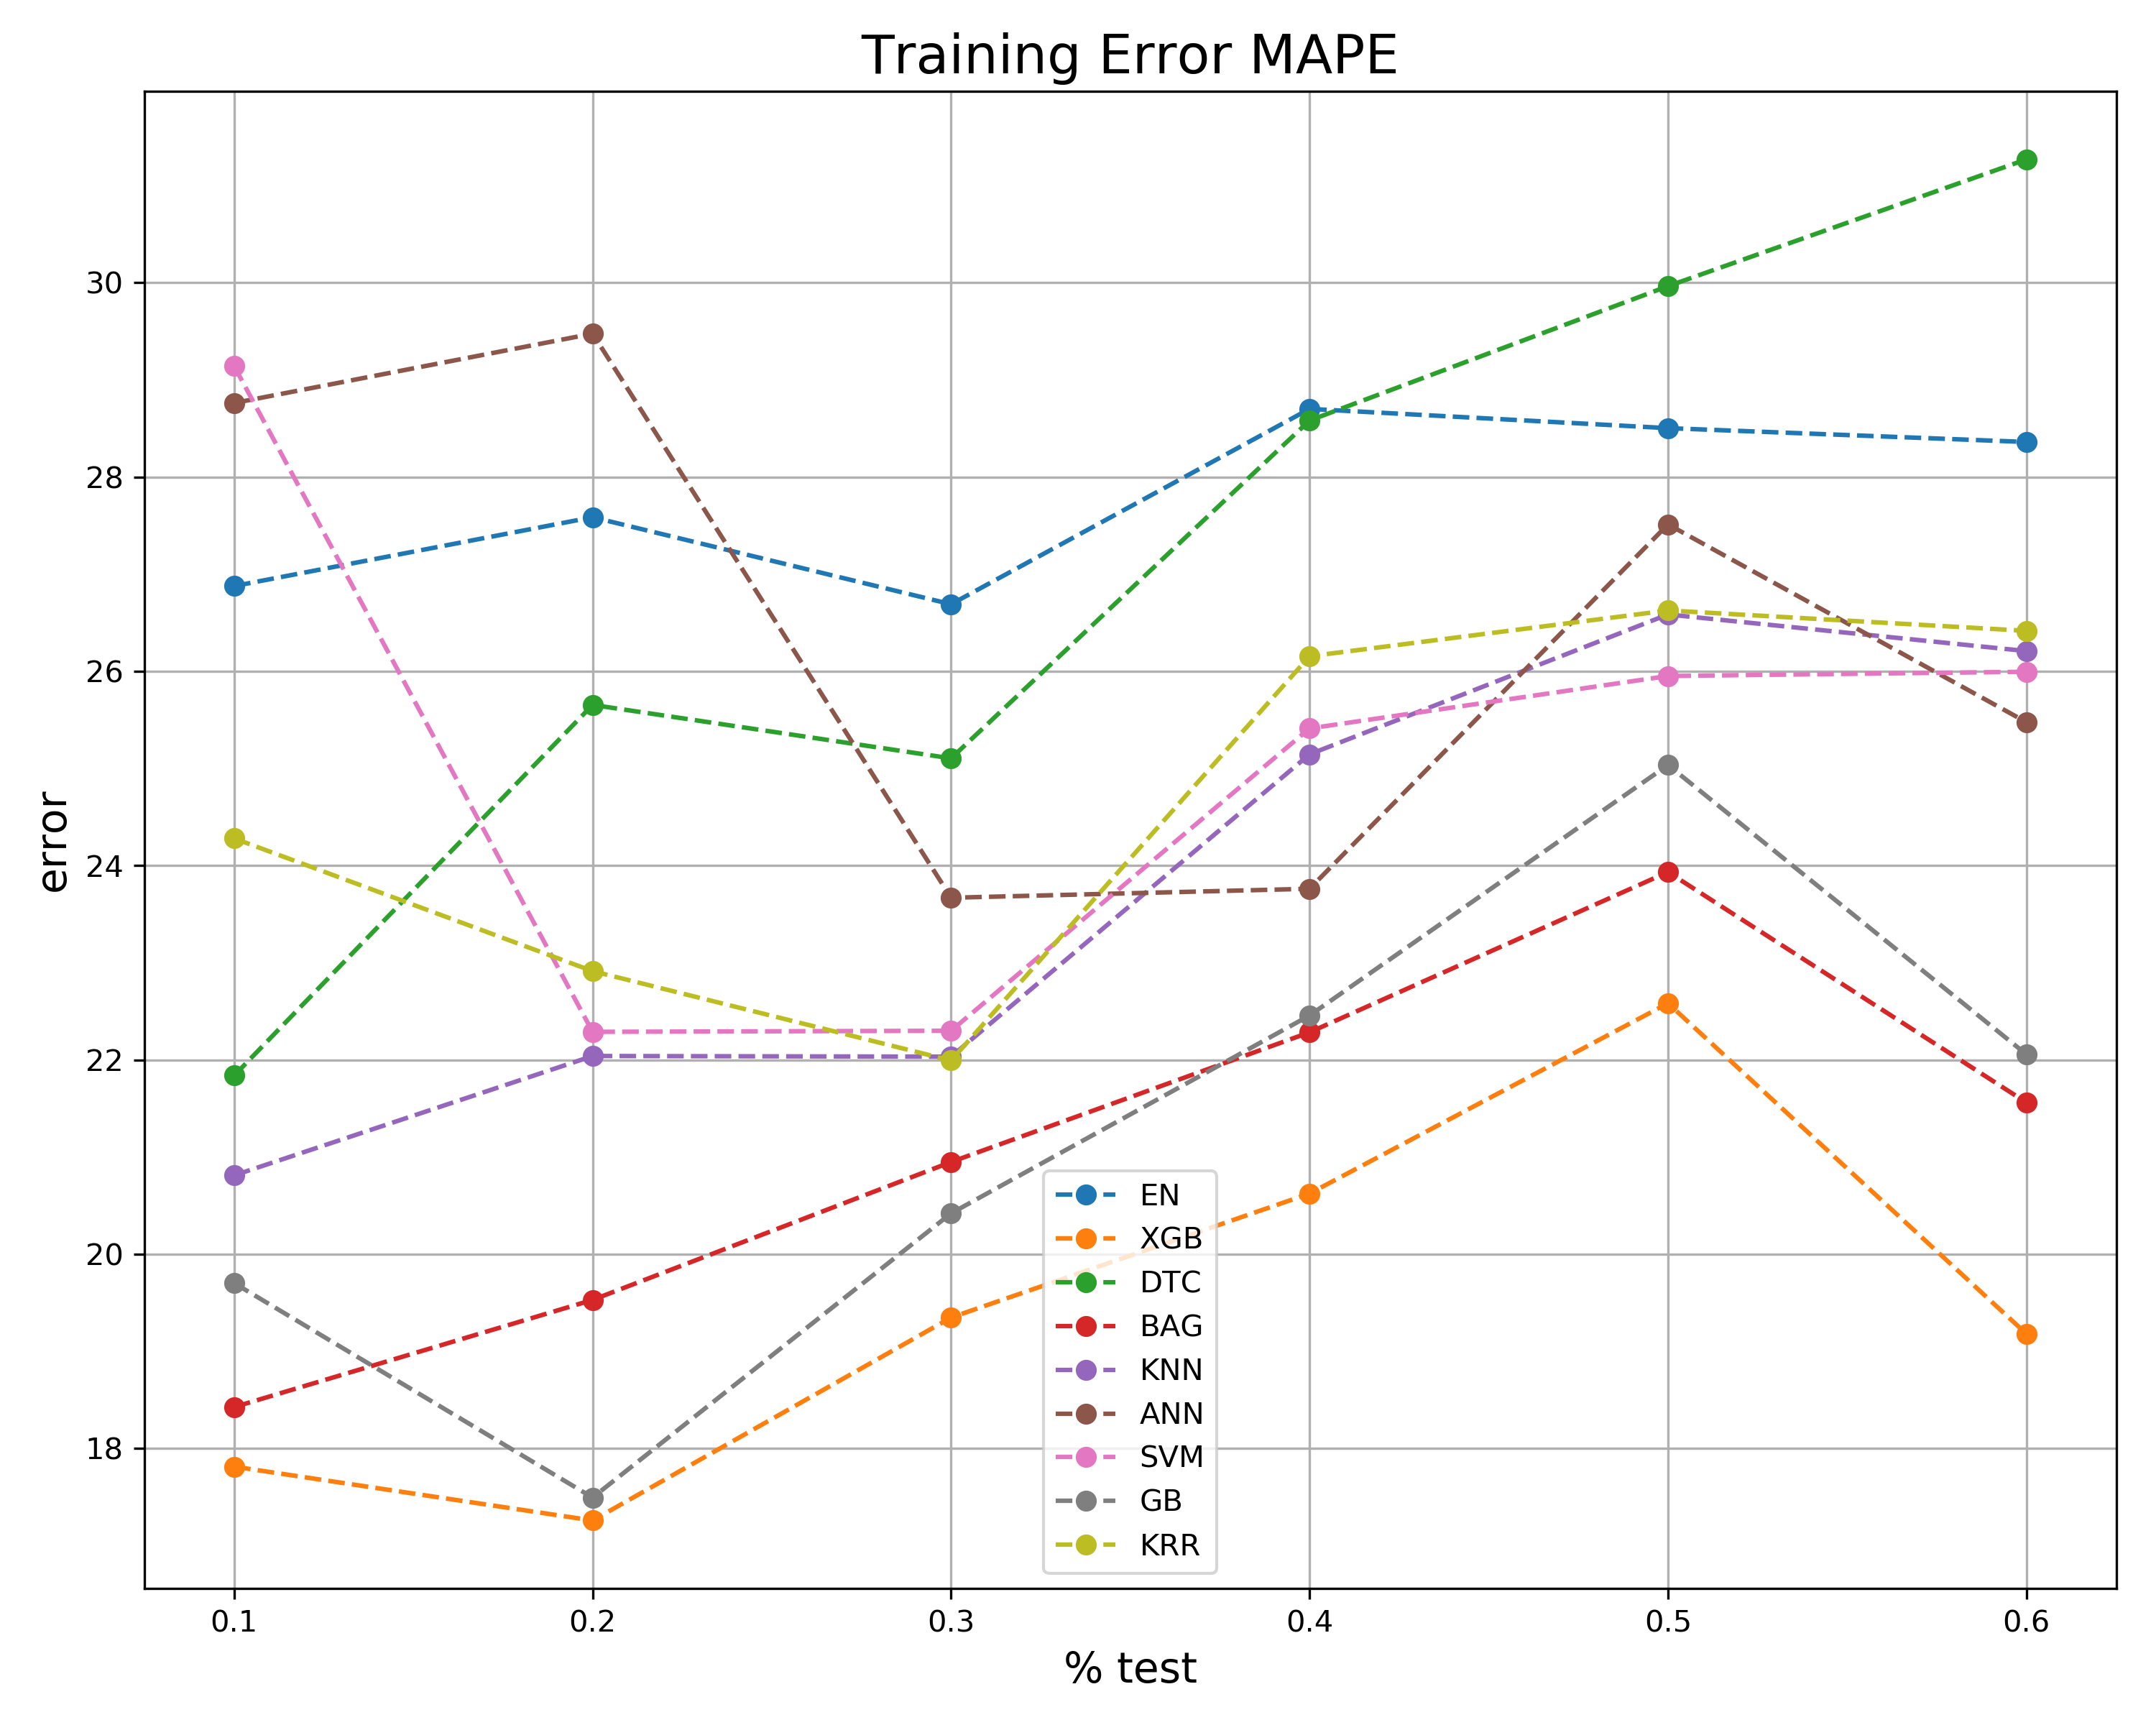 Training Error MAPE
error
30
28
26
24
22
20
18
EN
XGB
DTC
BAG
KNN
ANN
SVM
GB
KRR
0.1 0.2 0.3 0.4 0.5 0.6
% test